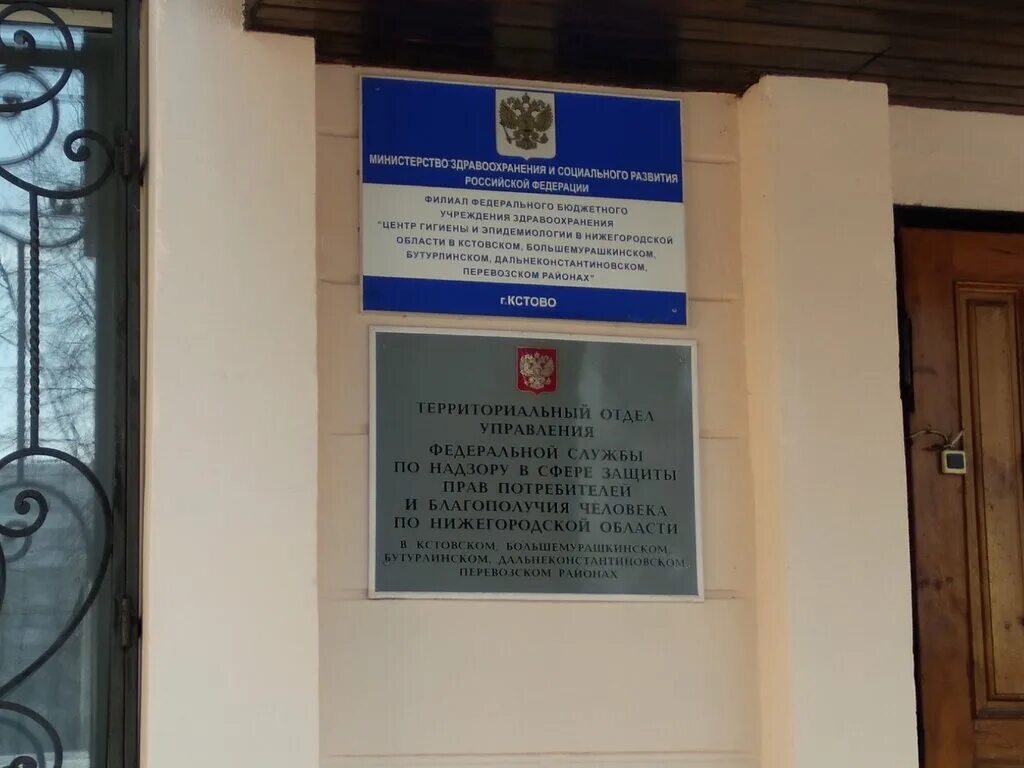 МИНИСТЕРСТВО ЗДРАВООХРАНЕНИЯ И СОЦИАЛЬНОГО РАЗВИТИЯ
РОССИЙСКОЙ ФЕДЕРАЦИИ
ФИЛИАЛ ФЕДЕРАЛЬНОГО БЮДЖЕТНОГО
УЧРЕЖДЕНИЯ ЗДРАВООХРАНЕНИЯ
"ЦЕНТР ГИГИЕНЫ И ЭПИДЕМИОЛОГИИ В НИЖЕГОРОДСКОЙ
ОБЛАСТИ В КСТОВСКОМ, БОЛЬШЕМУРАШКИНСКОМ,
БУТУРЛИНСКОМ, ДАЛЬНЕКОНСТАНТИНОВСКОМ,
ПЕРЕВОЗСКОМ РАЙОНАХ"
г.КСТОВО
ТЕРРИТОРИАЛЬНЫЙ ОТДЕЛ
УПРАВЛЕНИЯ
ФЕДЕРАЛЬНОЙ СЛУЖБЫ
ПО НАДЗОРУ В СФЕРЕ ЗАЩИТЫ
ПРАВ ПОТРЕБИТЕЛЕЙ
И БЛАГОПОЛУЧИЯ ЧЕЛОВЕКА
ПО НИЖЕГОРОДСКОЙ ОБЛАСТИ
В КСТОВСКОМ, БОЛЬШЕМУРАШКИНСКОМ,
БУТУРЛИНСКОМ, ДАЛЬНЕКОНСТАНТИНОВСКОМ,
ПЕРЕВОЗСКОМ РАЙОНАХ